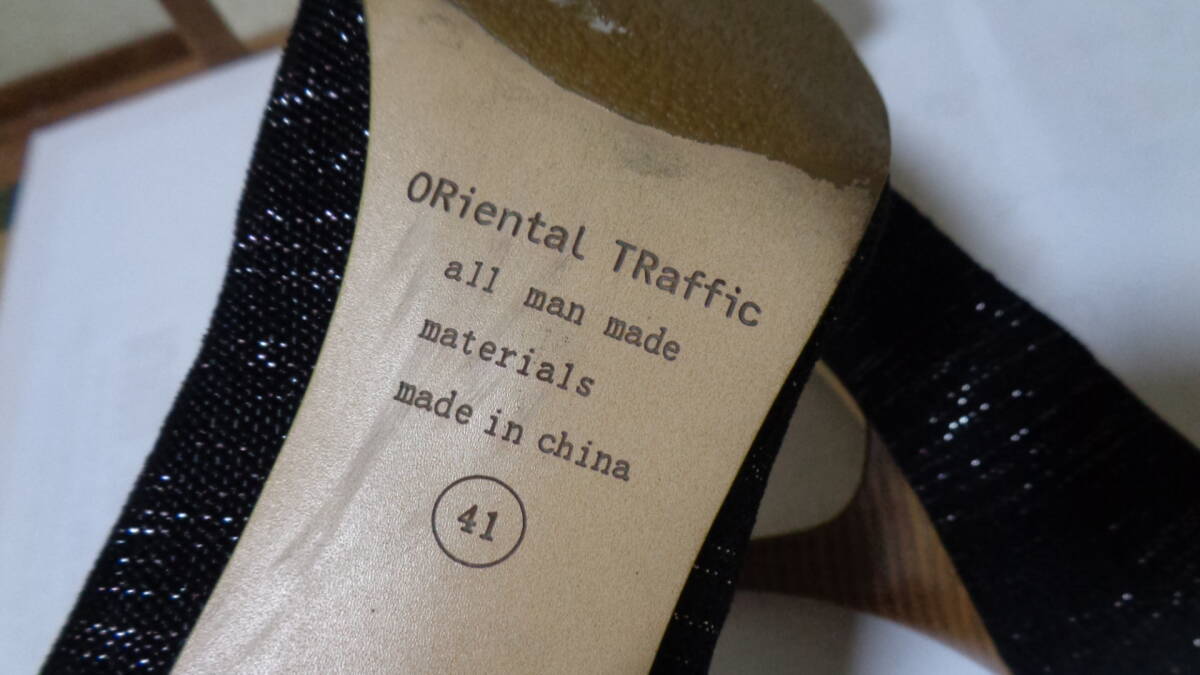 ORiental TRaffic
all man made
materials
made in china
41